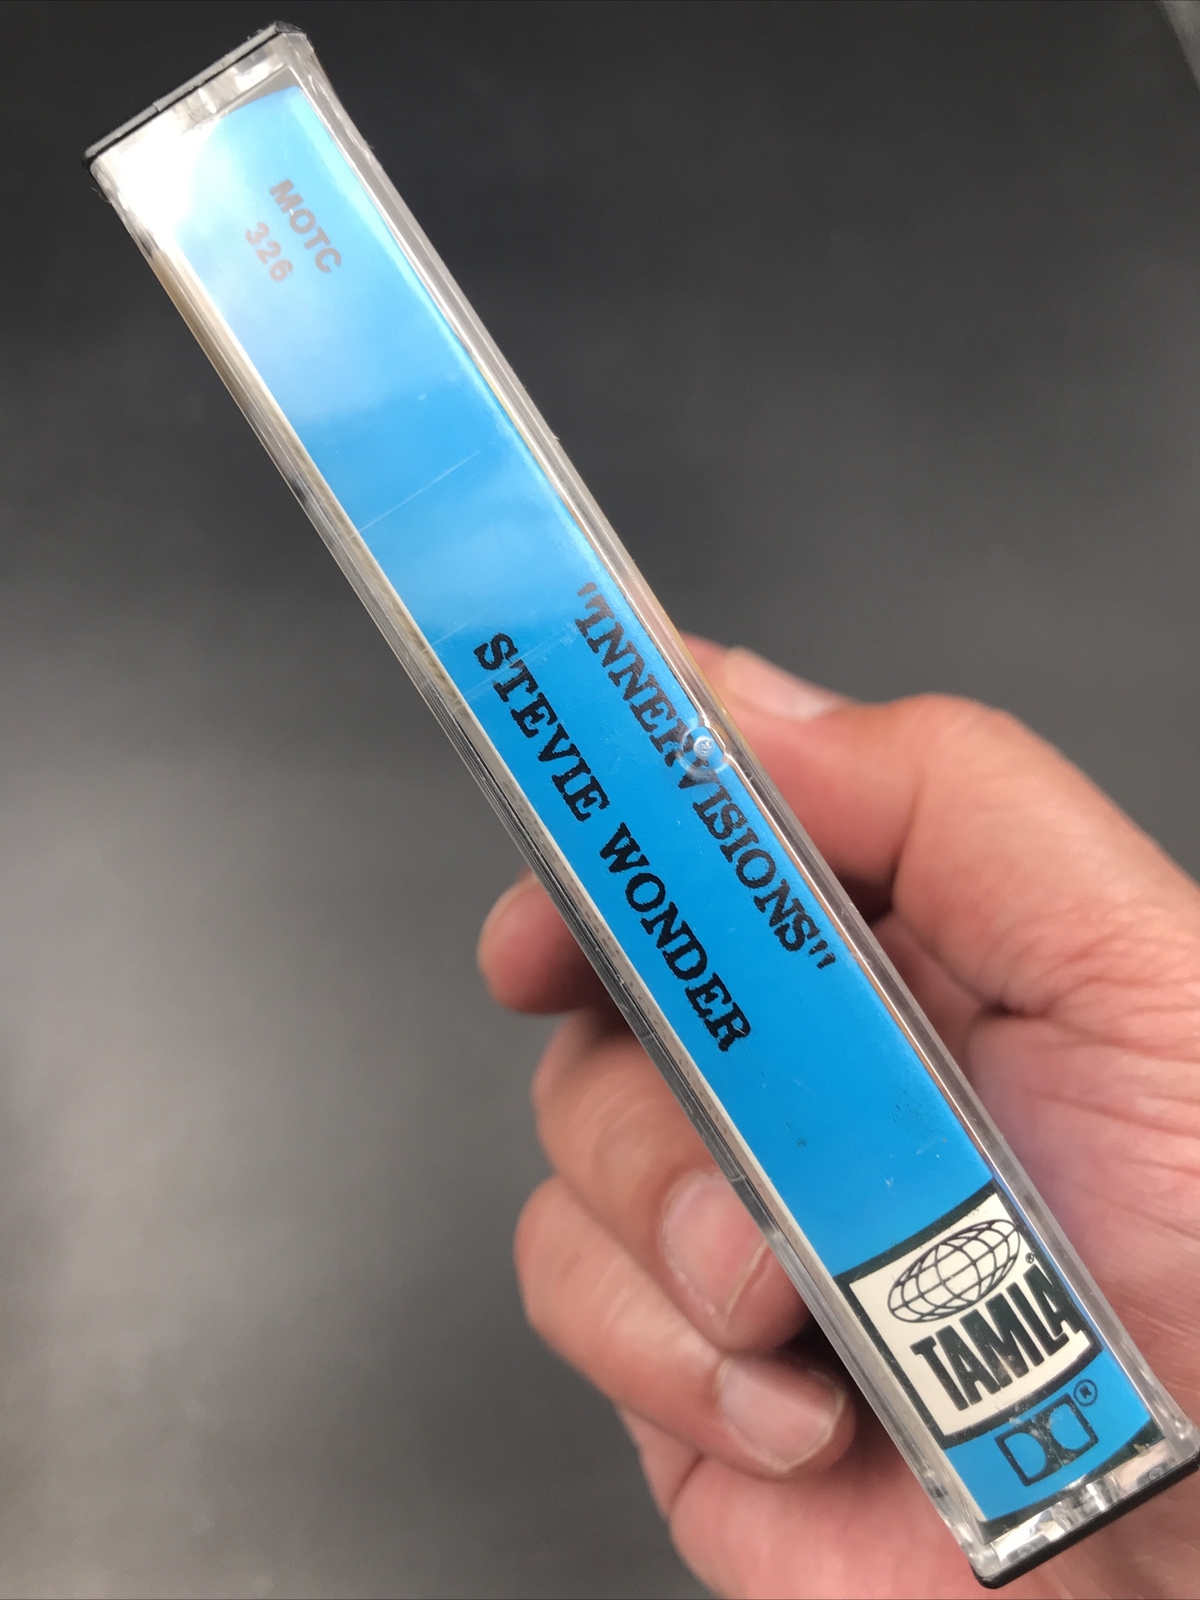 MOTC
326
"INNERVISIONS"
STEVIE WONDER
TAMLA®
®